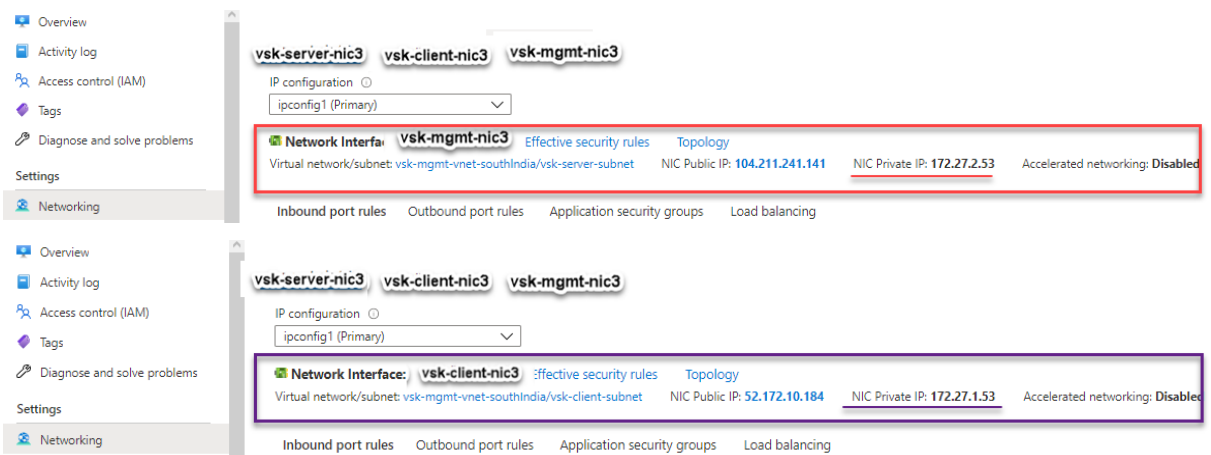 Overview
Activity log
Access control (IAM)
Tags
Diagnose and solve problems
Settings
Networking
vsk-server-nic3 vsk-client-nic3 vsk-mgmt-nic3
IP configuration
ipconfig1 (Primary)
Network Interfa vsk-mgmt-nic3 Effective security rules Topology
Virtual network/subnet: vsk-mgmt-vnet-southIndia/vsk-server-subnet NIC Public IP: 104.211.241.141 NIC Private IP: 172.27.2.53 Accelerated networking: Disabled
Inbound port rules Outbound port rules Application security groups Load balancing
Overview
Activity log
Access control (IAM)
Tags
Diagnose and solve problems
Settings
Networking
vsk-server-nic3 vsk-client-nic3 vsk-mgmt-nic3
IP configuration
ipconfig1 (Primary)
Network Interface: vsk-client-nic3 Effective security rules Topology
Virtual network/subnet: vsk-mgmt-vnet-southIndia/vsk-client-subnet NIC Public IP: 52.172.10.184 NIC Private IP: 172.27.1.53 Accelerated networking: Disabled
Inbound port rules Outbound port rules Application security groups Load balancing